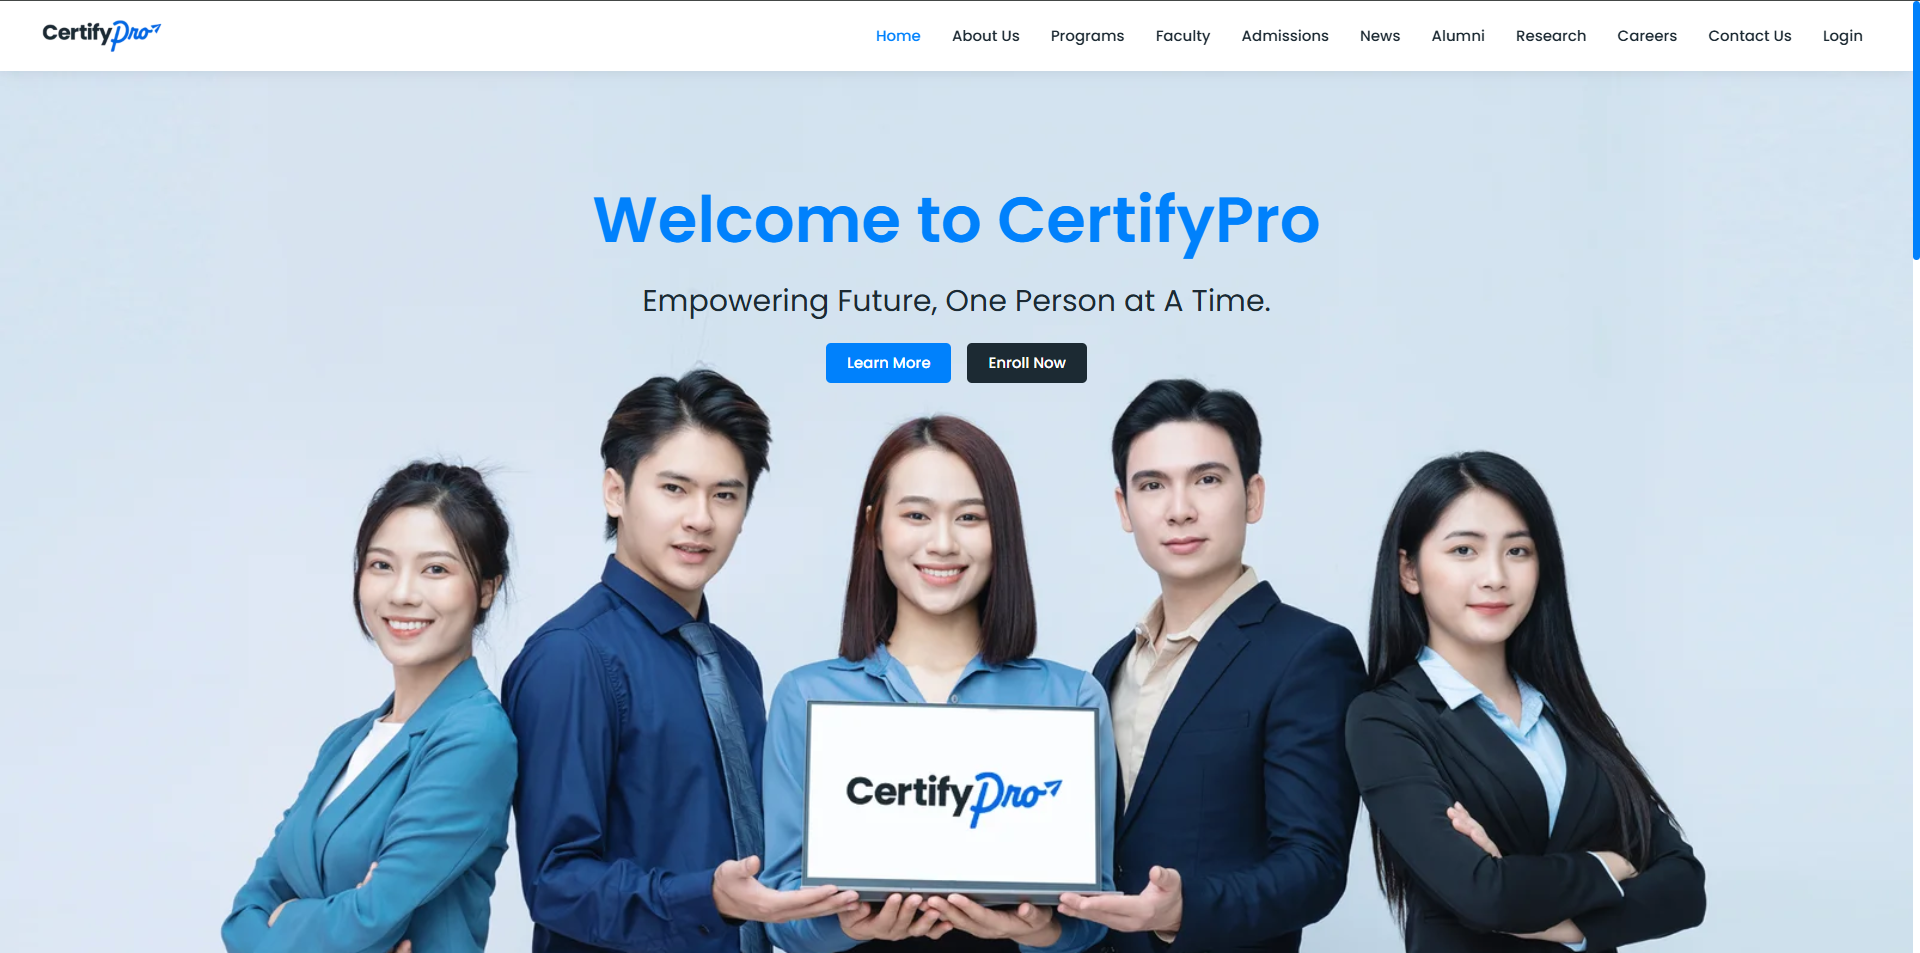 CertifyPro
Home About Us Programs Faculty Admissions News Alumni Research Careers Contact Us Login
Welcome to CertifyPro
Empowering Future, One Person at A Time.
Learn More Enroll Now
CertifyPro